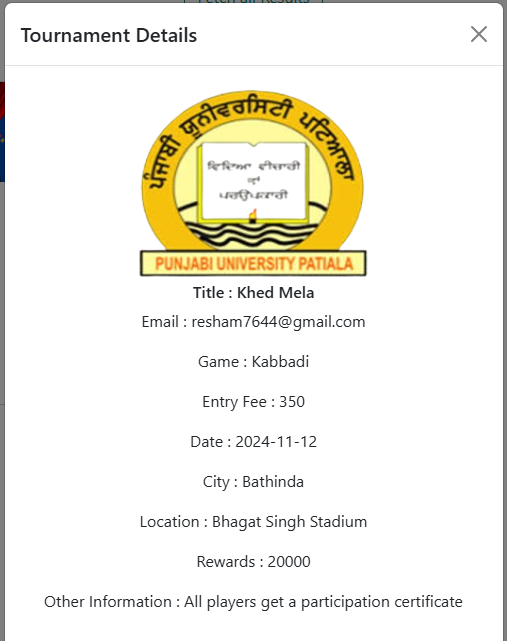 Tournament Details
ਪੰਜਾਬੀ ਯੂਨੀਵਰਸਿਟੀ ਪਟਿਆਲਾ
ਵਿਦਿਆ ਵੀਚਾਰੀ
ਤਾਂ
ਪਰਉਪਕਾਰੀ
PUNJABI UNIVERSITY PATIALA
Title : Khed Mela
Email : resham7644@gmail.com
Game : Kabbadi
Entry Fee : 350
Date : 2024-11-12
City : Bathinda
Location : Bhagat Singh Stadium
Rewards : 20000
Other Information : All players get a participation certificate